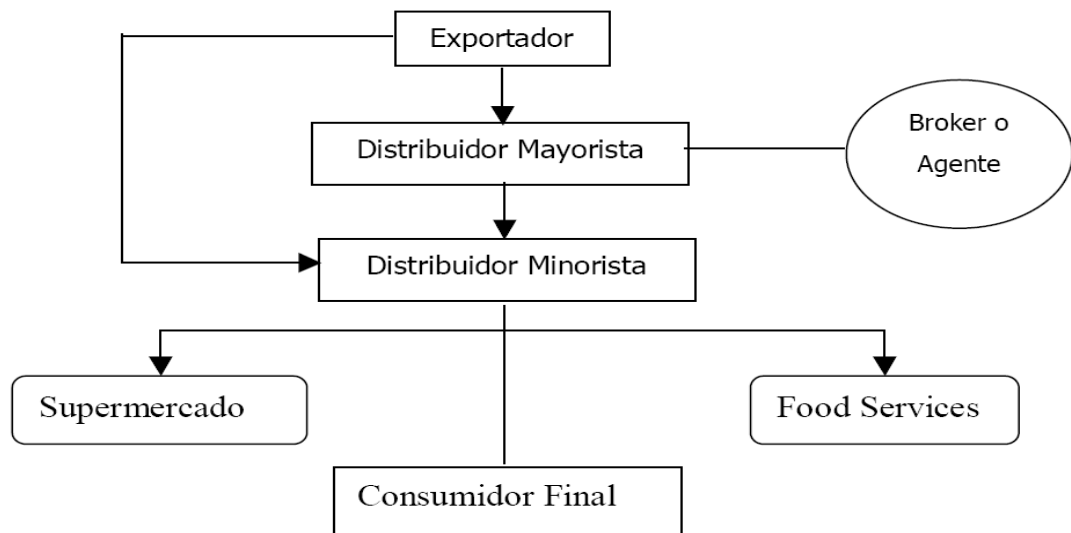 Exportador
Distribuidor Mayorista
Broker o
Agente
Distribuidor Minorista
Supermercado
Food Services
Consumidor Final